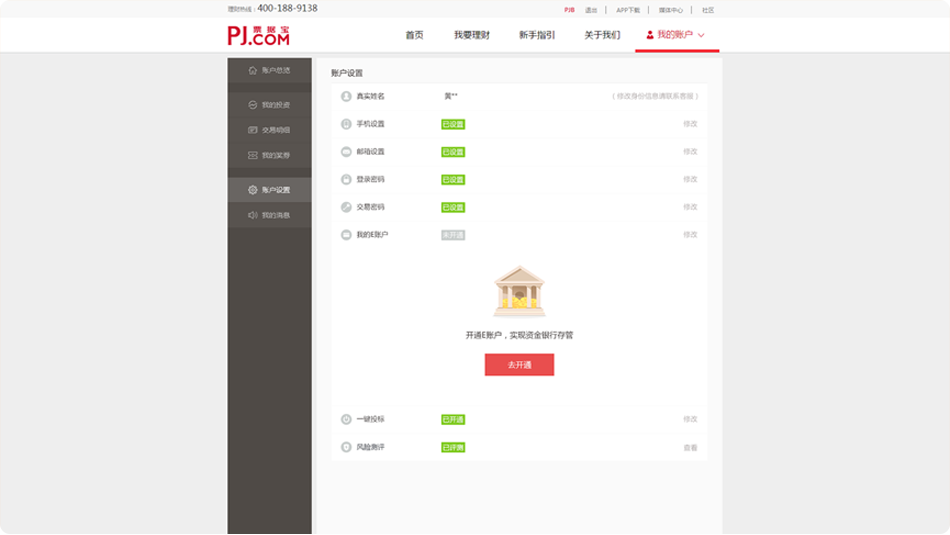 理财热线：400-188-9138
PJB 退出 | APP下载 | 媒体中心 | 社区
PJ票据宝.COM 首页 我要理财 新手指引 关于我们 我的账户
账户总览
我的投资
交易明细
我的奖券
账户设置
我的消息
账户设置
真实姓名 黄** （修改身份信息请联系客服）
手机设置 已设置 修改
邮箱设置 已设置 修改
登录密码 已设置 修改
交易密码 已设置 修改
我的E账户 未开通 修改
开通E账户，实现资金银行存管
去开通
一键投标 已开通 修改
风险测评 已评测 查看